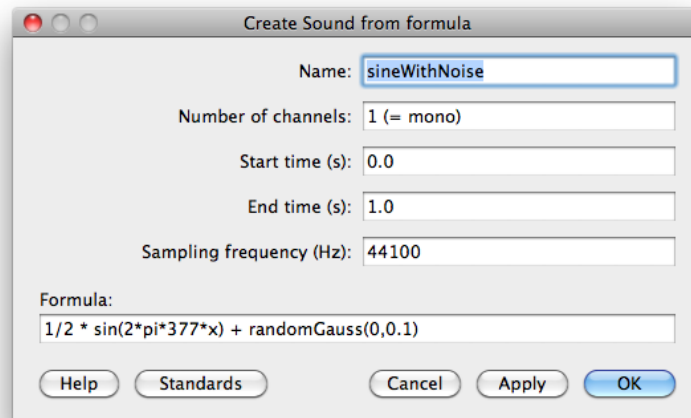 Create Sound from formula
Name: sineWithNoise
Number of channels: 1 (= mono)
Start time (s): 0.0
End time (s): 1.0
Sampling frequency (Hz): 44100
Formula:
1/2 * sin(2*pi*377*x) + randomGauss(0,0.1)
Help Standards Cancel Apply OK